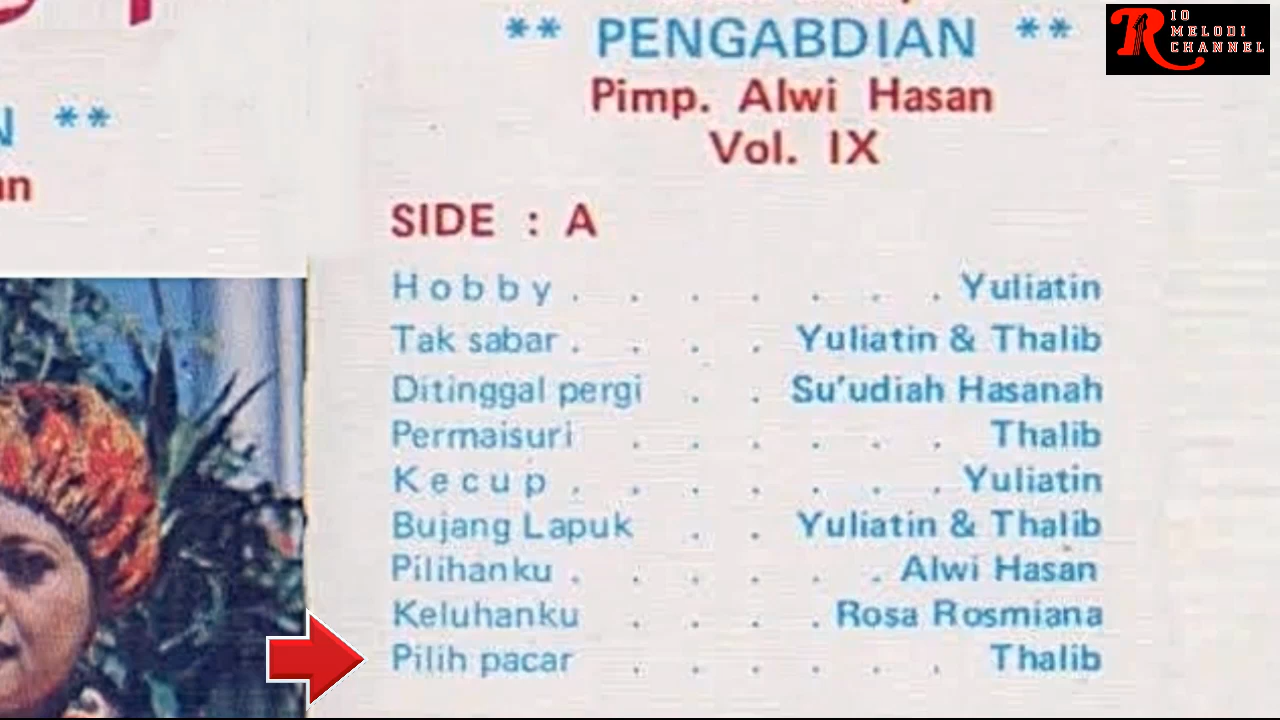 ** PENGABDIAN **
Pimp. Alwi Hasan
Vol. IX
SIDE : A
Hobby . . . . . . . Yuliatin
Tak sabar . . . . Yuliatin & Thalib
Ditinggal pergi . . Su'udiah Hasanah
Permaisuri . . . . . . Thalib
Kecup . . . . . . . Yuliatin
Bujang Lapuk . . Yuliatin & Thalib
Pilihanku . . . . . . Alwi Hasan
Keluhanku . . . . Rosa Rosmiana
Pilih pacar . . . . . . Thalib
RIO
MELODI
CHANNEL